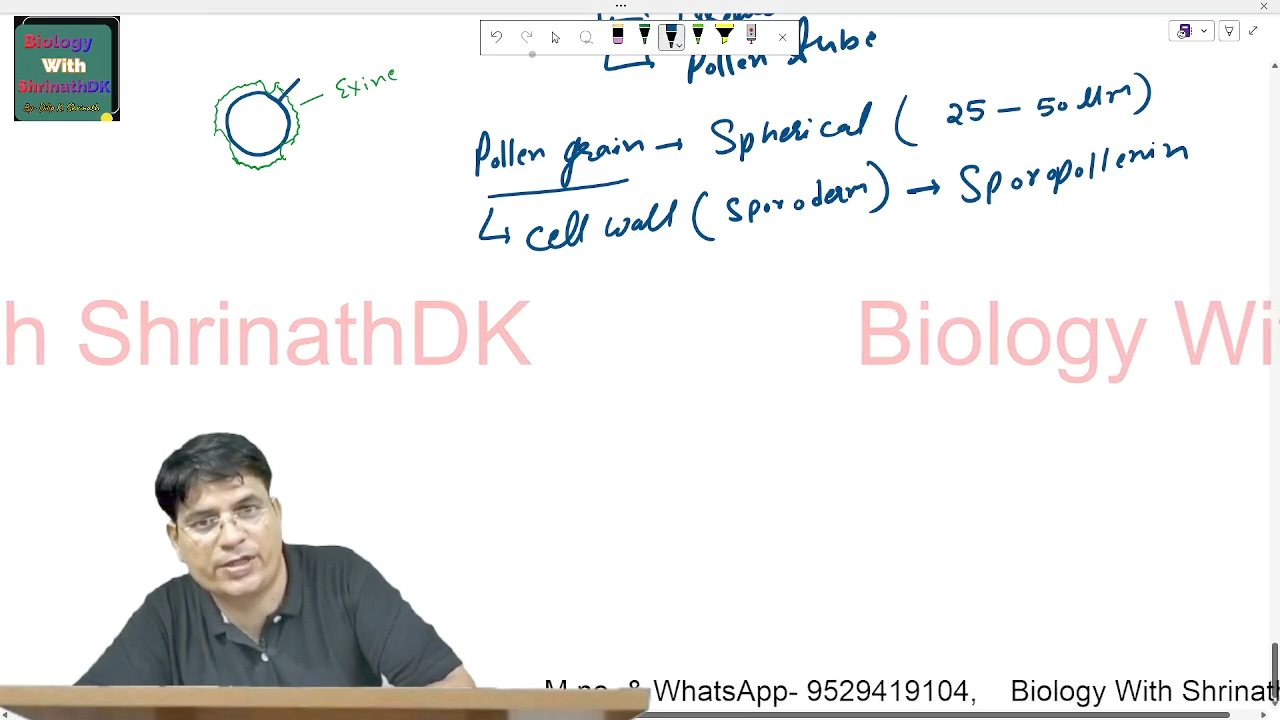 Biology
With
ShrinathDK
tube
Pollen
Exine
Pollen grain → Spherical ( 25 - 50 μm )
↳ cell wall ( sporoderm ) → Sporopollenin
h ShrinathDK
Biology Wi
M.no. & WhatsApp- 9529419104, Biology With Shrinat